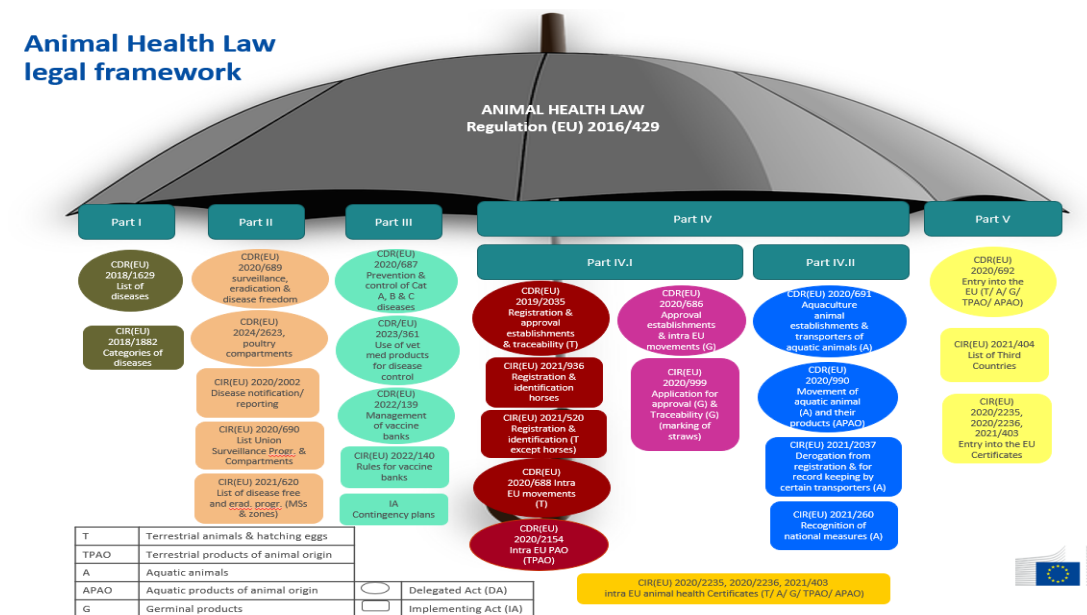 Animal Health Law
legal framework
ANIMAL HEALTH LAW
Regulation (EU) 2016/429
Part I
Part II
Part III
Part IV
Part V
Part IV.I
Part IV.II
CDR(EU)
2018/1629
List of
diseases
CIR(EU)
2018/1882
Categories of
diseases
CDR(EU)
2020/689
surveillance,
eradication &
disease freedom
CDR(EU)
2024/2623,
poultry
compartments
CIR(EU) 2020/2002
Disease notification/
reporting
CIR(EU) 2020/690
List Union
Surveillance Progr. &
Compartments
CIR(EU) 2021/620
List of disease free
and erad. progr. (MSs
& zones)
CDR(EU)
2020/687
Prevention &
control of Cat
A, B & C
diseases
CDR(EU)
2023/361
Use of vet
med products
for disease
control
CDR(EU)
2022/139
Management
of vaccine
banks
CIR(EU) 2022/140
Rules for vaccine
banks
IA
Contingency plans
CDR(EU)
2019/2035
Registration &
approval
establishments
& traceability (T)
CIR(EU) 2021/936
Registration &
identification
horses
CIR(EU) 2021/520
Registration &
identification (T
except horses)
CDR(EU)
2020/688 Intra
EU movements
(T)
CDR(EU)
2020/2154
Intra EU PAO
(TPAO)
CDR(EU)
2020/686
Approval
establishments
& intra EU
movements (G)
CIR(EU)
2020/999
Application for
approval (G) &
Traceability (G)
(marking of
straws)
CDR(EU) 2020/691
Aquaculture
animal
establishments &
transporters of
aquatic animals (A)
CDR(EU)
2020/990
Movement of
aquatic animal
(A) and their
products (APAO)
CIR(EU) 2021/2037
Derogation from
registration & for
record keeping by
certain transporters (A)
CIR(EU) 2021/260
Recognition of
national measures (A)
CDR(EU)
2020/692
Entry into the
EU (T/ A/ G/
TPAO/ APAO)
CIR(EU) 2021/404
List of Third
Countries
CIR(EU)
2020/2235,
2020/2236,
2021/403
Entry into the EU
Certificates
CIR(EU) 2020/2235, 2020/2236, 2021/403
intra EU animal health Certificates (T/ A/ G/ TPAO/ APAO)
T Terrestrial animals & hatching eggs
TPAO Terrestrial products of animal origin
A Aquatic animals
APAO Aquatic products of animal origin Delegated Act (DA)
G Germinal products Implementing Act (IA)